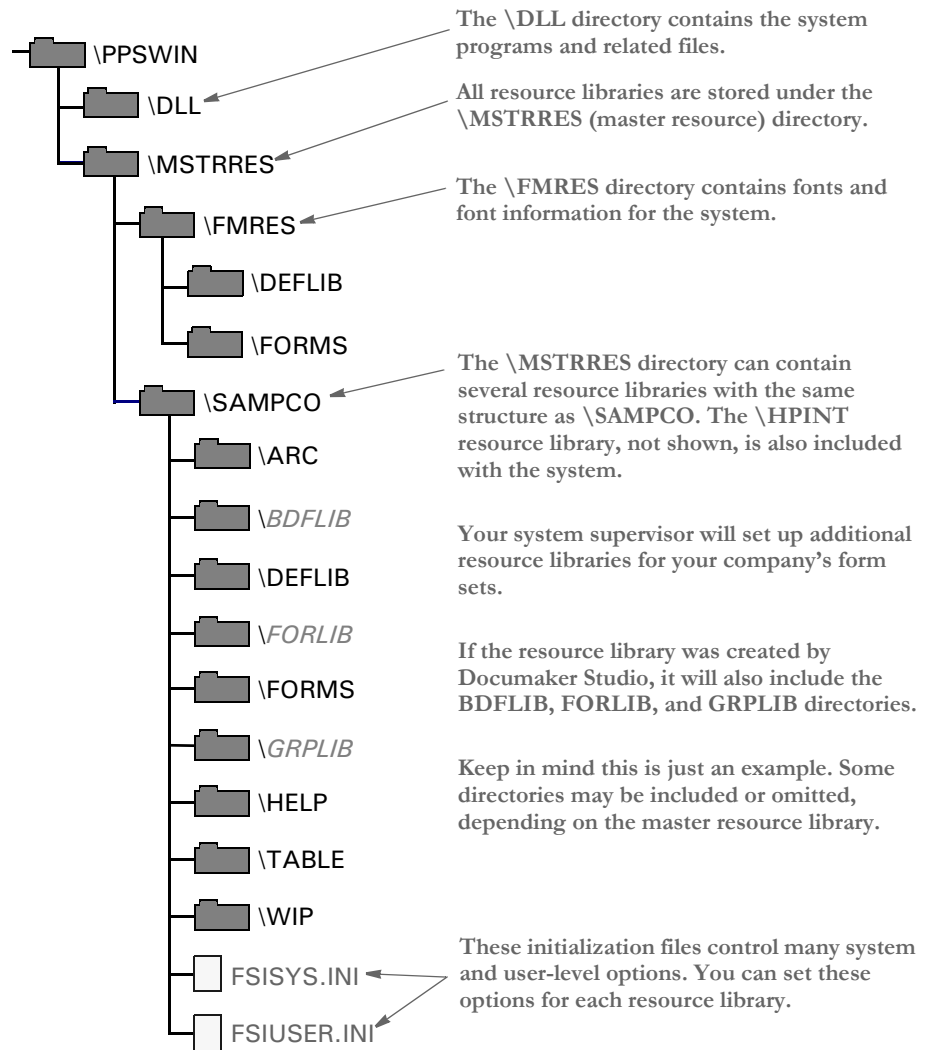 The \DLL directory contains the system
programs and related files.
\PPSWIN
\DLL
All resource libraries are stored under the
\MSTRRES (master resource) directory.
\MSTRRES
The \FMRES directory contains fonts and
font information for the system.
\FMRES
\DEFLIB
\FORMS
The \MSTRRES directory can contain
several resource libraries with the same
structure as \SAMPCO. The \HPINT
resource library, not shown, is also included
with the system.
\SAMPCO
\ARC
\BDFLIB
Your system supervisor will set up additional
resource libraries for your company’s form
sets.
\DEFLIB
\FORLIB
If the resource library was created by
Documaker Studio, it will also include the
BDFLIB, FORLIB, and GRPLIB directories.
\FORMS
\GRPLIB
Keep in mind this is just an example. Some
directories may be included or omitted,
depending on the master resource library.
\HELP
\TABLE
\WIP
These initialization files control many system
and user-level options. You can set these
options for each resource library.
FSISYS.INI
FSIUSER.INI